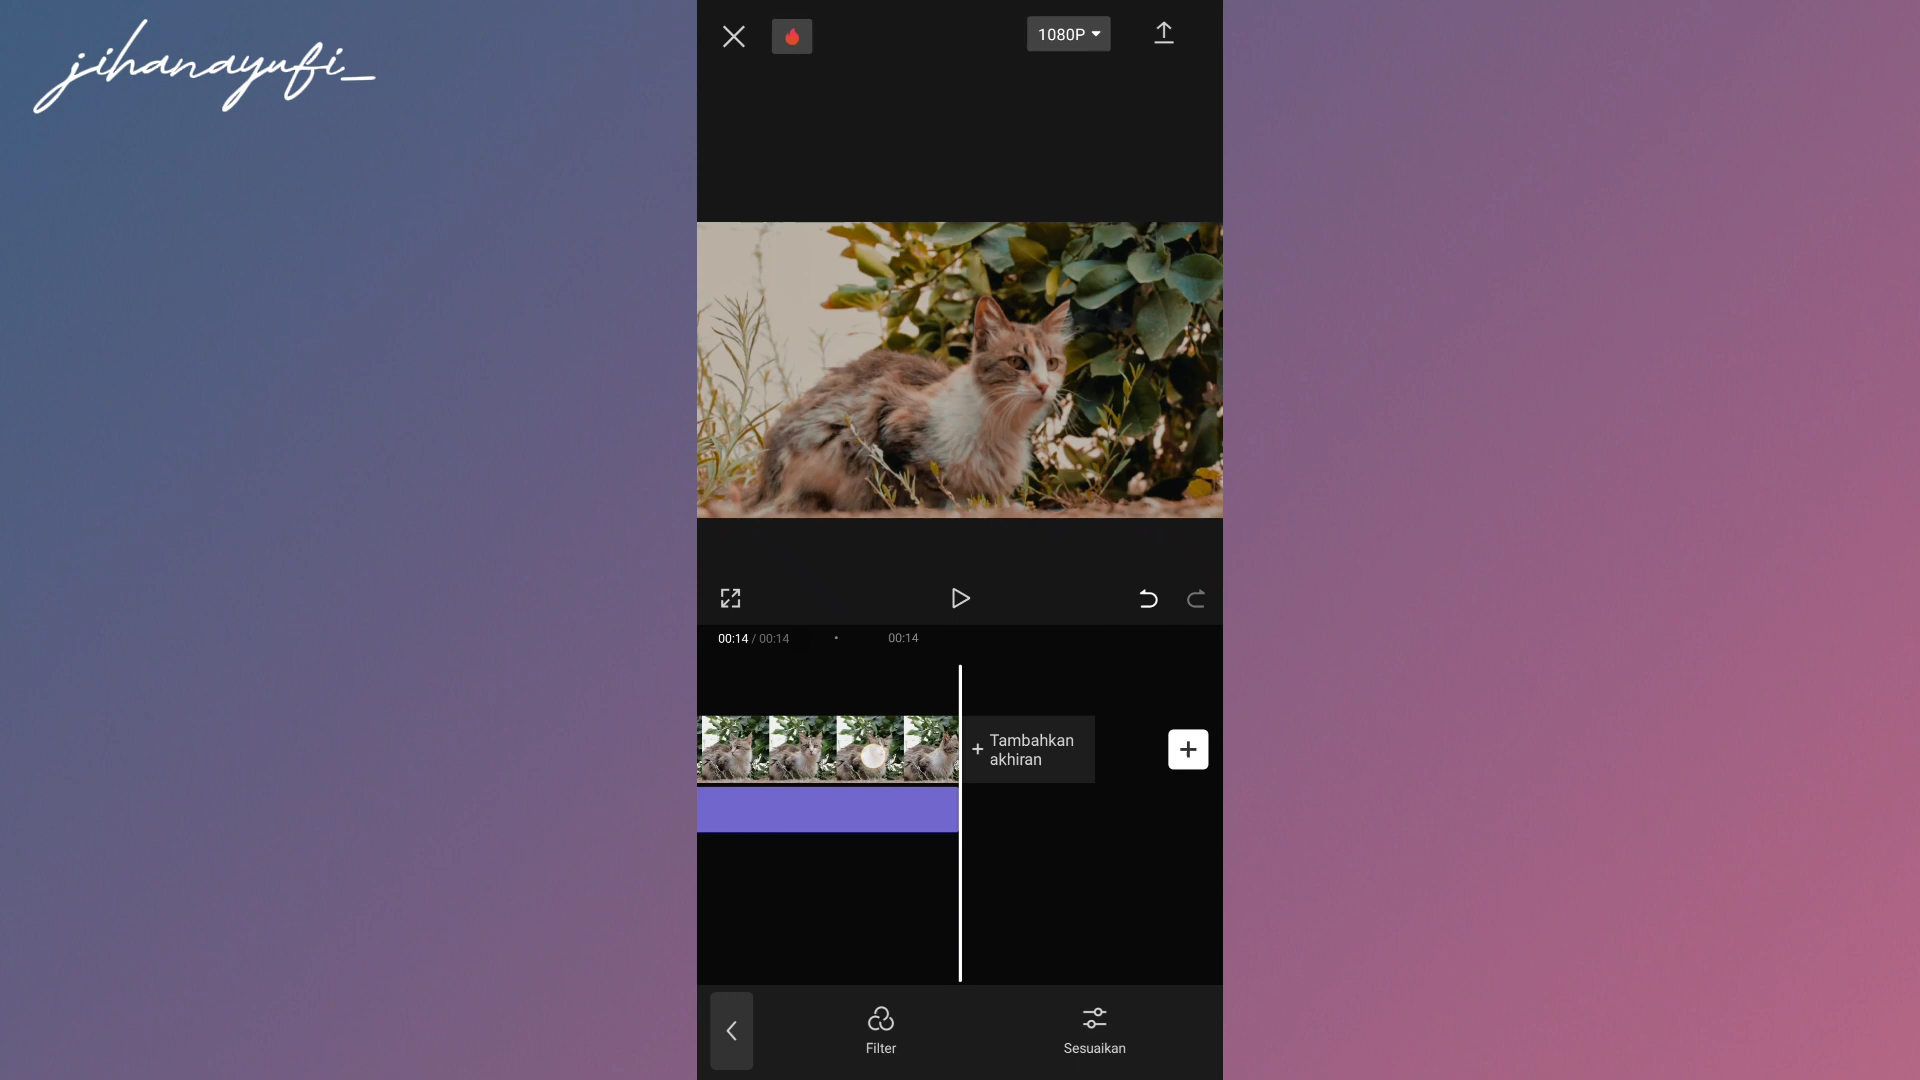 jihanayufi_
1080P
00:14 / 00:14
00:14
+ Tambahkan
akhiran
Filter
Sesuaikan